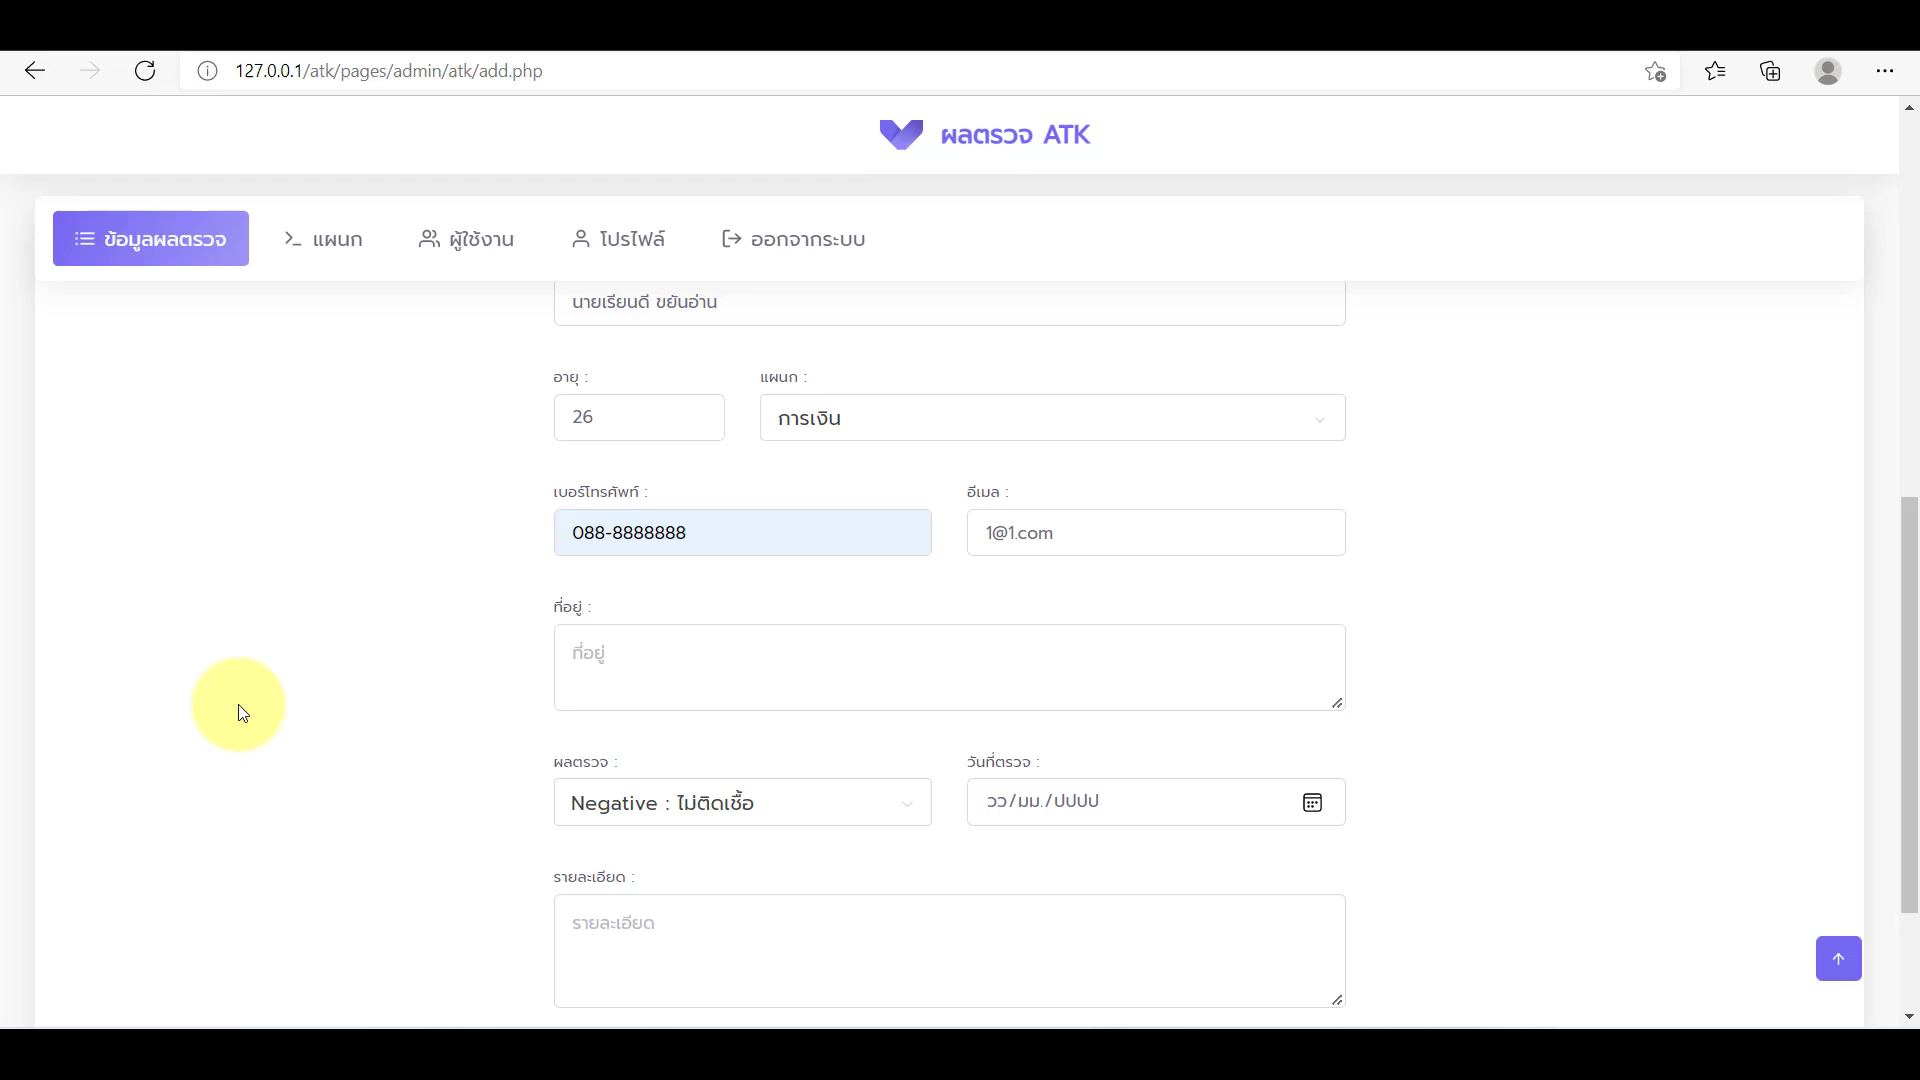 127.0.0.1/atk/pages/admin/atk/add.php
ผลตรวจ ATK
ข้อมูลผลตรวจ แผนก ผู้ใช้งาน โปรไฟล์ ออกจากระบบ
นายเรียนดี ขยันอ่าน
อายุ : แผนก :
26 การเงิน
เบอร์โทรศัพท์ : อีเมล :
088-8888888 1@1.com
ที่อยู่ :
ที่อยู่
ผลตรวจ : วันที่ตรวจ :
Negative : ไม่ติดเชื้อ วว/มม./ปปปป
รายละเอียด :
รายละเอียด